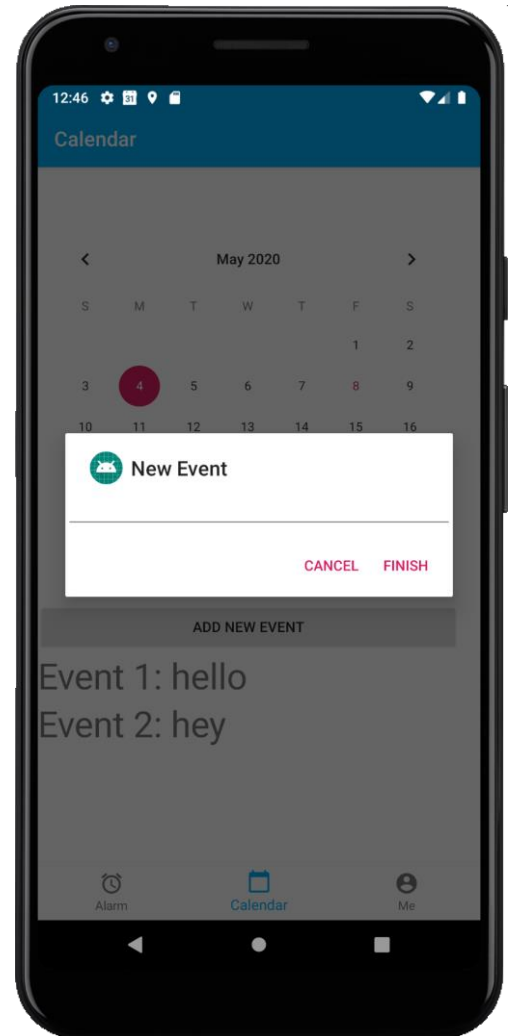 12:46 31
Calendar
May 2020
S M T W T F S
1 2
3 4 5 6 7 8 9
10 11 12 13 14 15 16
New Event
CANCEL FINISH
ADD NEW EVENT
Event 1: hello
Event 2: hey
Alarm Calendar Me